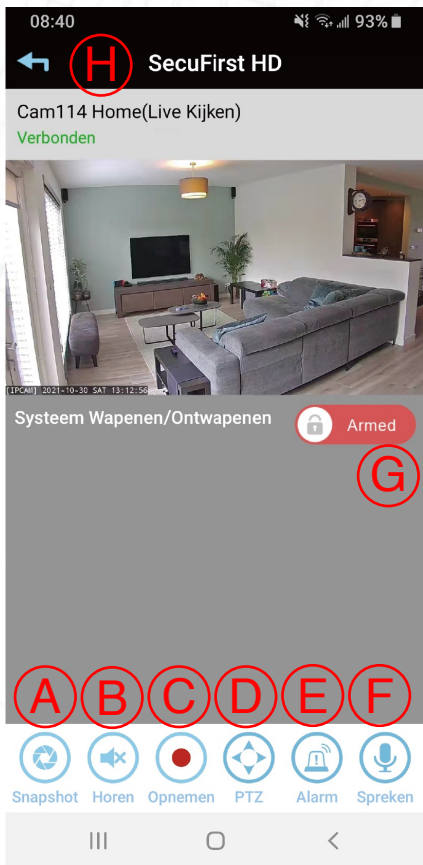 08:40 93%
H SecuFirst HD
Cam114 Home(Live Kijken)
Verbonden
[IPCAM] 2021-10-30 SAT 13:12:56
Systeem Wapenen/Ontwapenen Armed
G
A B C D E F
Snapshot Horen Opnemen PTZ Alarm Spreken